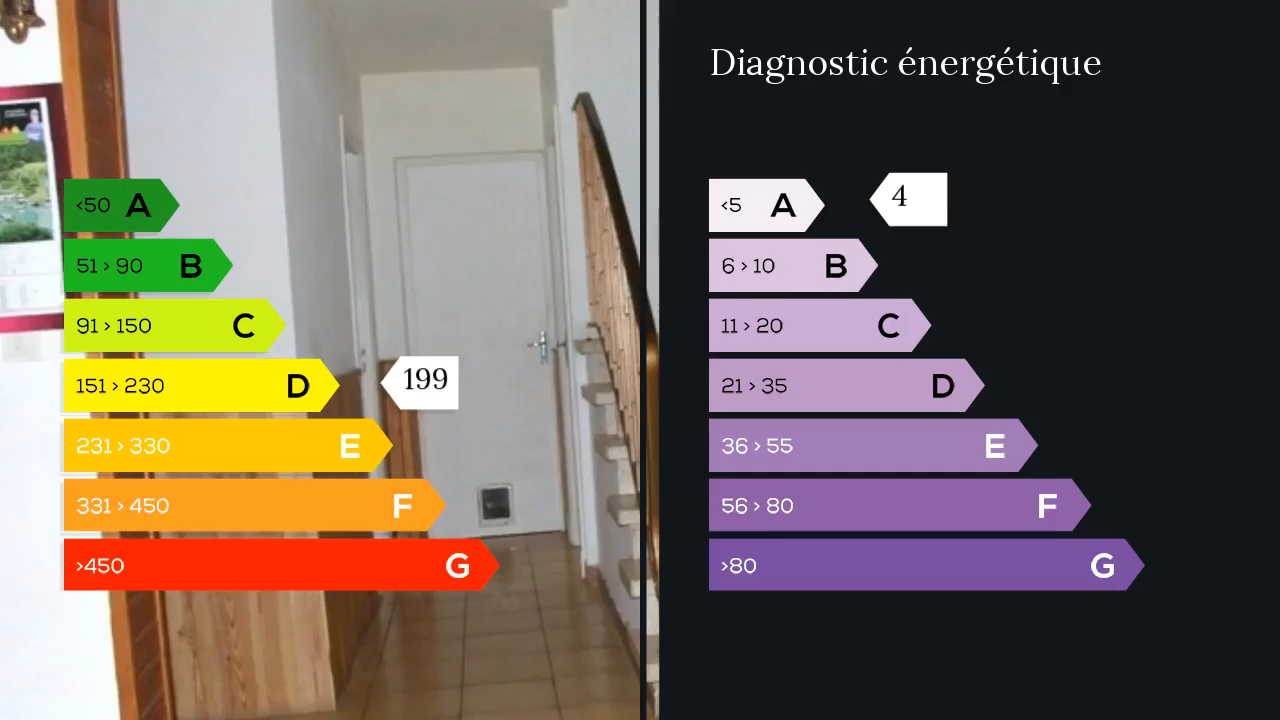 Diagnostic énergétique
<50 A
51 > 90 B
91 > 150 C
151 > 230 D
199
231 > 330 E
331 > 450 F
>450 G
<5 A
4
6 > 10 B
11 > 20 C
21 > 35 D
36 > 55 E
56 > 80 F
>80 G